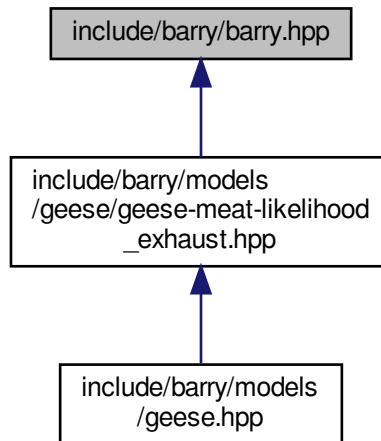 include/barry/barry.hpp
include/barry/models
/geese/geese-meat-likelihood
_exhaust.hpp
include/barry/models
/geese.hpp